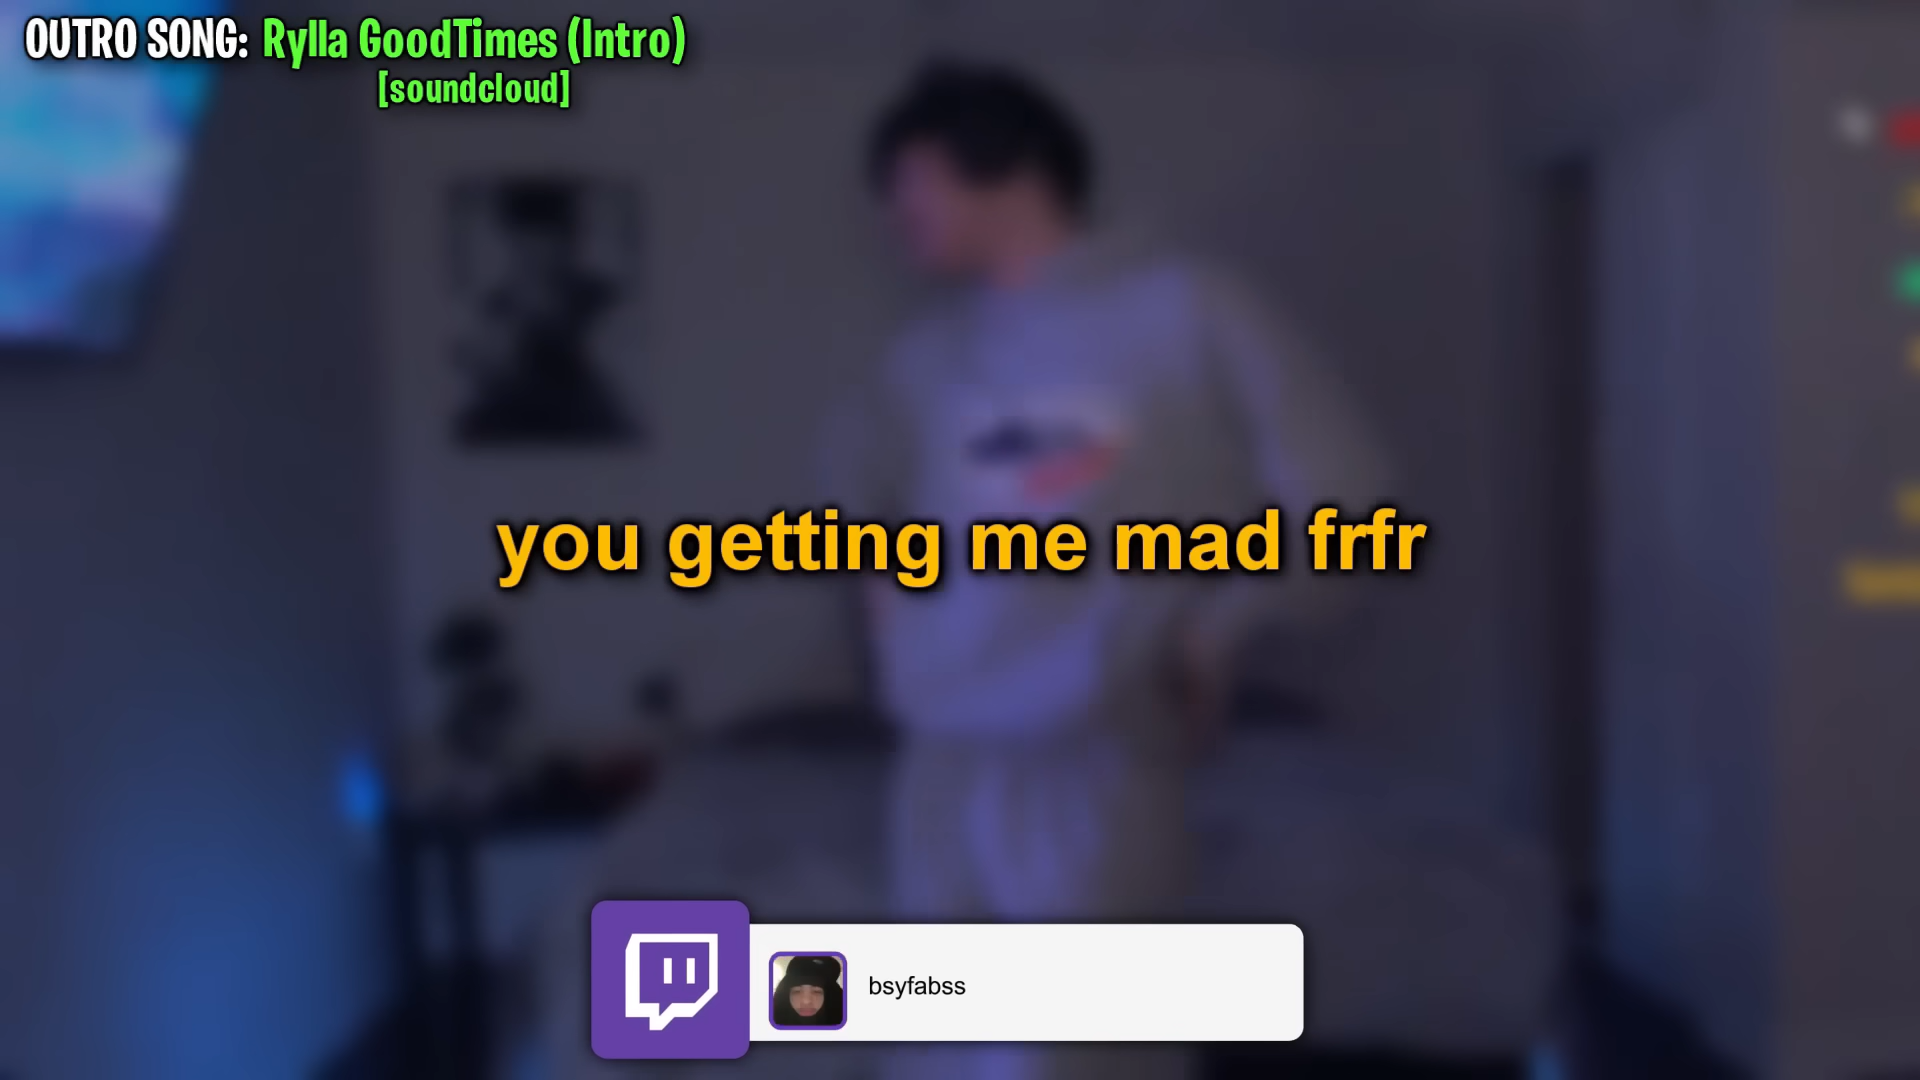 OUTRO SONG: Rylla GoodTimes (Intro)
[soundcloud]
you getting me mad frfr
bsyfabss